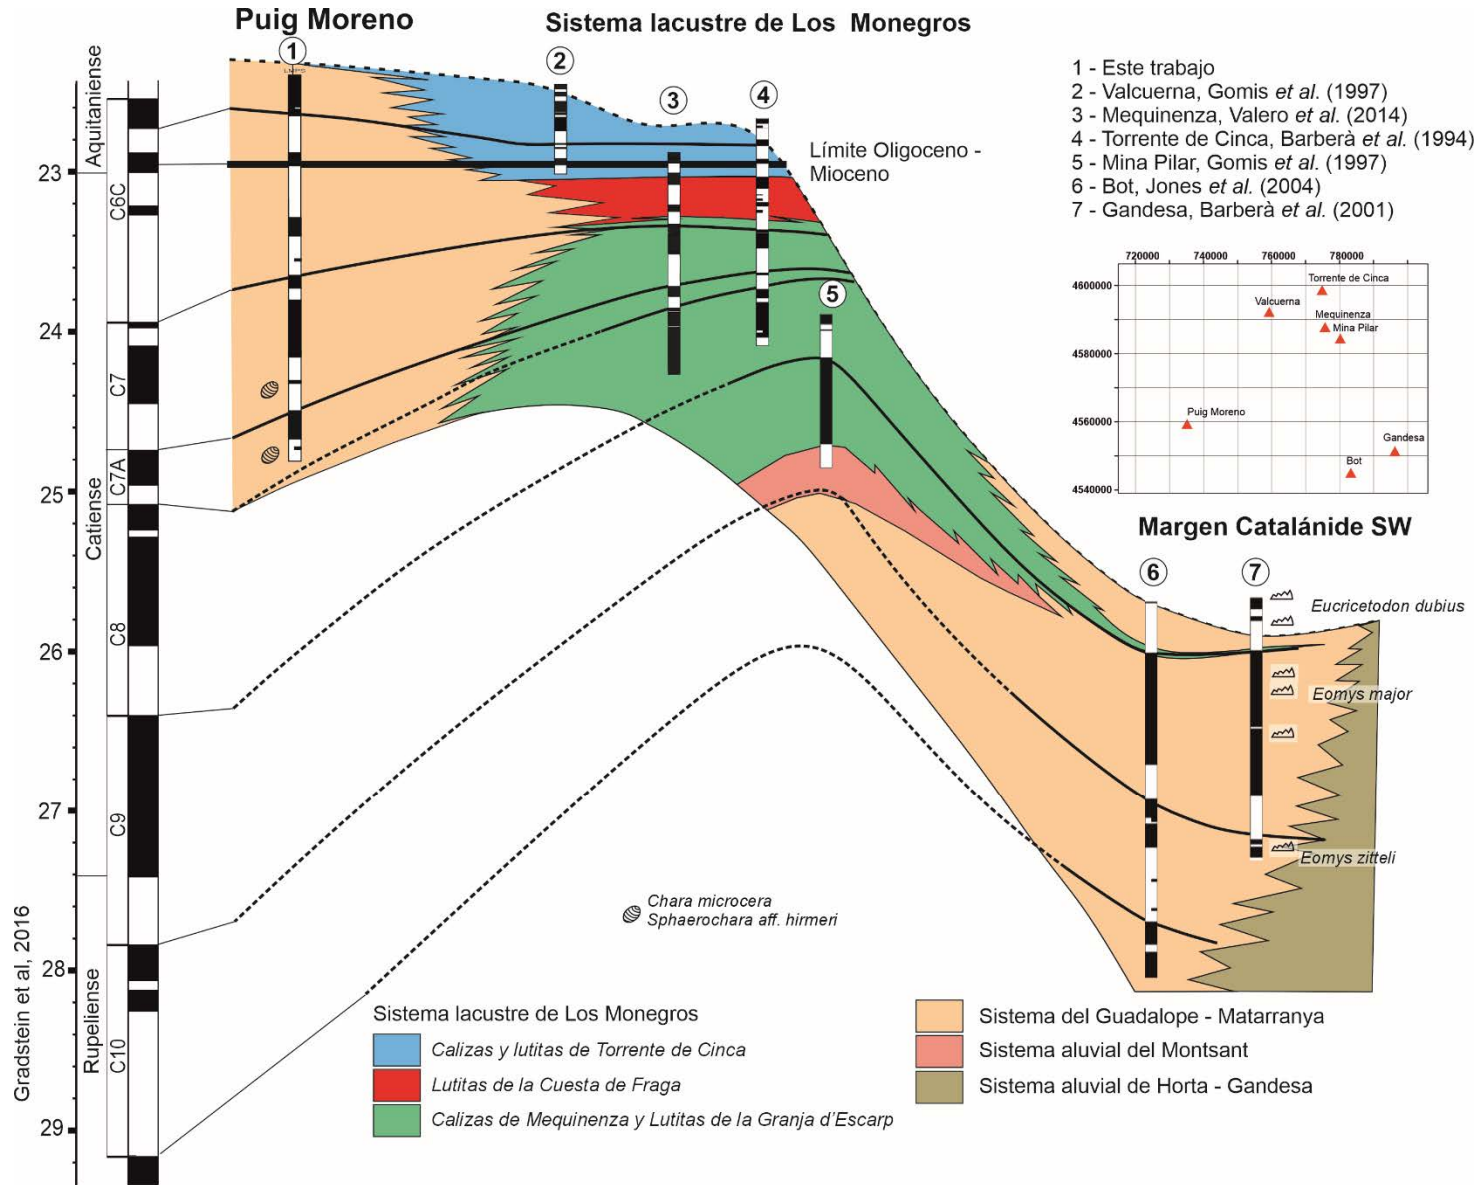 Puig Moreno
Sistema lacustre de Los Monegros
1
2
3
4
5
6
7
1 - Este trabajo
2 - Valcuerna, Gomis et al. (1997)
3 - Mequinenza, Valero et al. (2014)
4 - Torrente de Cinca, Barberà et al. (1994)
5 - Mina Pilar, Gomis et al. (1997)
6 - Bot, Jones et al. (2004)
7 - Gandesa, Barberà et al. (2001)
Límite Oligoceno -
Mioceno
720000 740000 760000 780000
4600000
4580000
4560000
4540000
Torrente de Cinca
Valcuerna
Mequinenza
Mina Pilar
Puig Moreno
Gandesa
Bot
Margen Catalánide SW
Eucricetodon dubius
Eomys major
Eomys zitteli
Chara microcera
Sphaerochara aff. hirmeri
Gradstein et al, 2016
23
24
25
26
27
28
29
Aquitaniense
Catiense
Rupeliense
C6C
C7
C7A
C8
C9
C10
Sistema lacustre de Los Monegros
Calizas y lutitas de Torrente de Cinca
Lutitas de la Cuesta de Fraga
Calizas de Mequinenza y Lutitas de la Granja d'Escarp
Sistema del Guadalope - Matarranya
Sistema aluvial del Montsant
Sistema aluvial de Horta - Gandesa